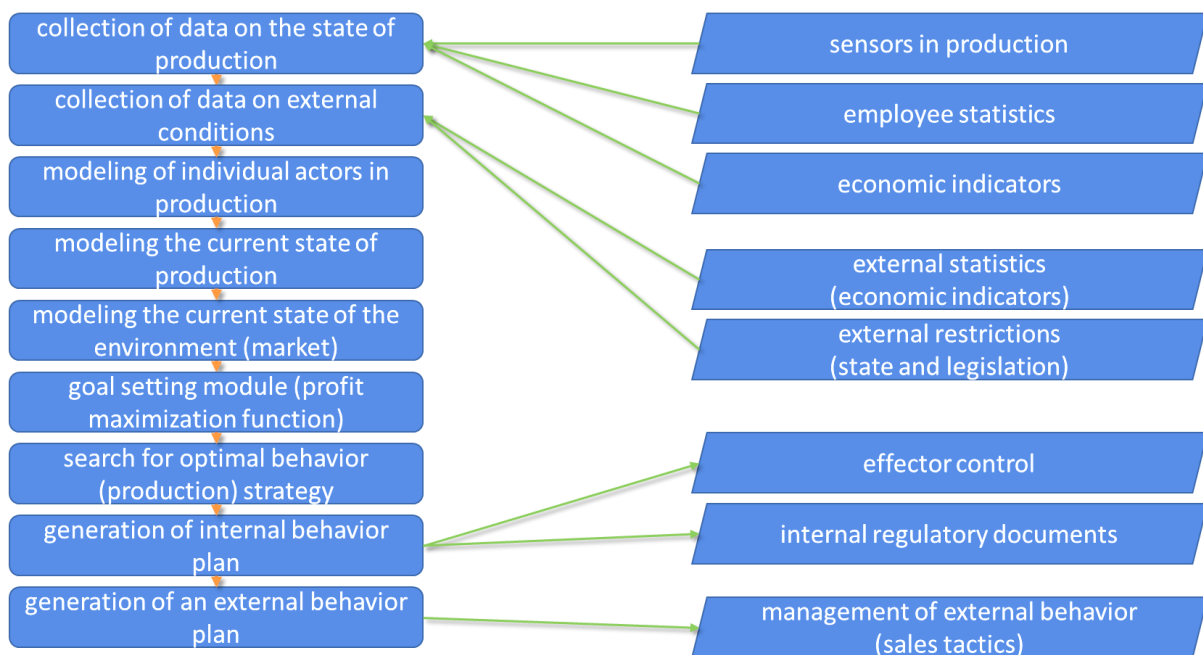 collection of data on the state of
production
collection of data on external
conditions
modeling of individual actors in
production
modeling the current state of
production
modeling the current state of the
environment (market)
goal setting module (profit
maximization function)
search for optimal behavior
(production) strategy
generation of internal behavior
plan
generation of an external behavior
plan
sensors in production
employee statistics
economic indicators
external statistics
(economic indicators)
external restrictions
(state and legislation)
effector control
internal regulatory documents
management of external behavior
(sales tactics)